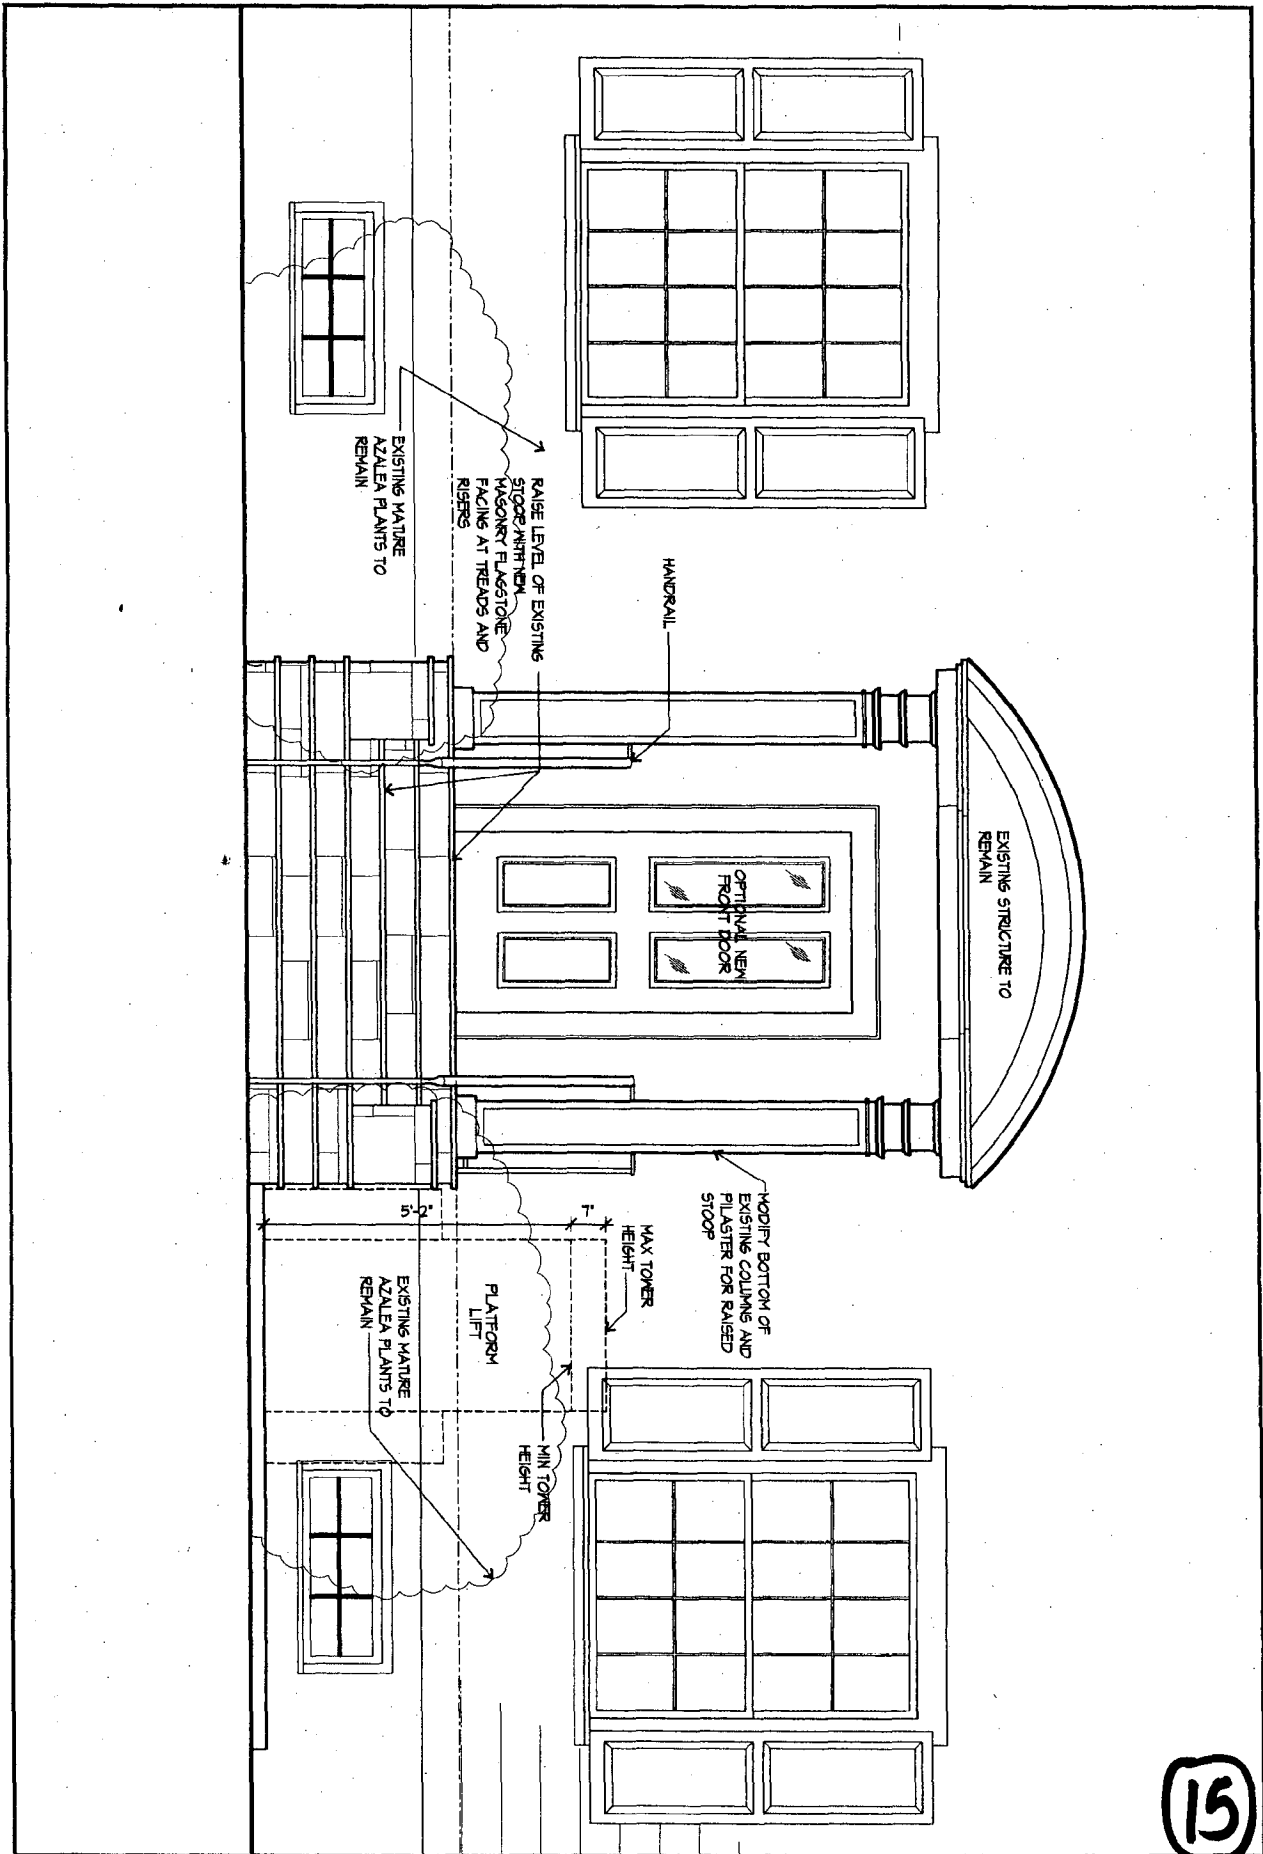 EXISTING STRUCTURE TO
REMAIN
OPTIONAL NEW
FRONT DOOR
HANDRAIL
RAISE LEVEL OF EXISTING
STOOP WITH NEW
MASONRY FLAGSTONE
FACING AT TREADS AND
RISERS
EXISTING MATURE
AZALEA PLANTS TO
REMAIN
MODIFY BOTTOM OF
EXISTING COLUMNS AND
PILASTER FOR RAISED
STOOP
MAX TOWER
HEIGHT
7"
5'-2"
PLATFORM
LIFT
MIN TOWER
HEIGHT
EXISTING MATURE
AZALEA PLANTS TO
REMAIN
15